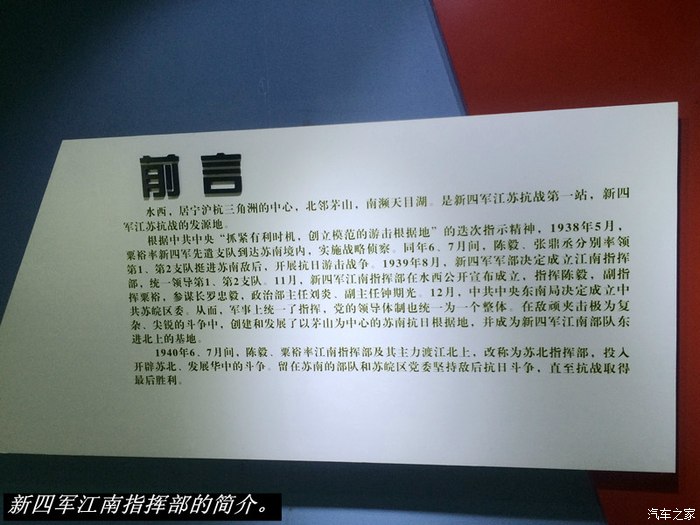 前言
水西，居宁沪杭三角洲的中心，北邻茅山，南濒天目湖。是新四军江苏抗战第一站，新四
军江苏抗战的发源地。
根据中共中央“抓紧有利时机，创立模范的游击根据地”的迭次指示精神，1938年5月，
粟裕率新四军先遣支队到达苏南境内，实施战略侦察。同年6、7月间，陈毅、张鼎丞分别率领
第1、第2支队挺进苏南敌后，开展抗日游击战争。1939年8月，新四军军部决定成立江南指挥
部，统一领导第1、第2支队。11月，新四军江南指挥部在水西公开宣布成立，指挥陈毅，副指
挥粟裕，参谋长罗忠毅，政治部主任刘炎、副主任钟期光。12月，中共中央东南局决定成立中
共苏皖区委。从而，军事上统一了指挥，党的领导体制也统一为一个整体。在敌顽夹击极为复
杂、尖锐的斗争中，创建和发展了以茅山为中心的苏南抗日根据地，并成为新四军江南部队东
进北上的基地。
1940年6、7月间，陈毅、粟裕率江南指挥部及其主力渡江北上，改称为苏北指挥部，投入
开辟苏北、发展华中的斗争。留在苏南的部队和苏皖区党委坚持敌后抗日斗争，直至抗战取得
最后胜利。
新四军江南指挥部的简介。
汽车之家